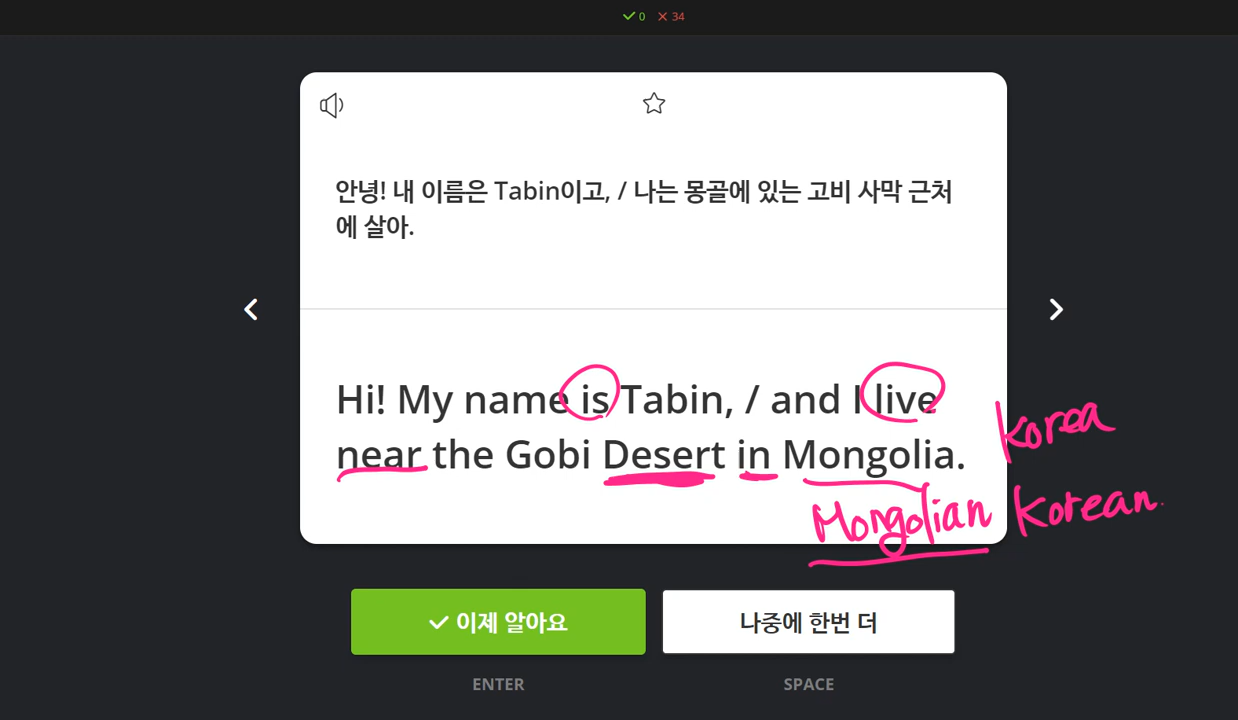 0 34
안녕! 내 이름은 Tabin이고, / 나는 몽골에 있는 고비 사막 근처
에 살아.
Hi! My name is Tabin, / and I live
near the Gobi Desert in Mongolia.
Korea
Mongolian Korean
이제 알아요 나중에 한번 더
ENTER SPACE